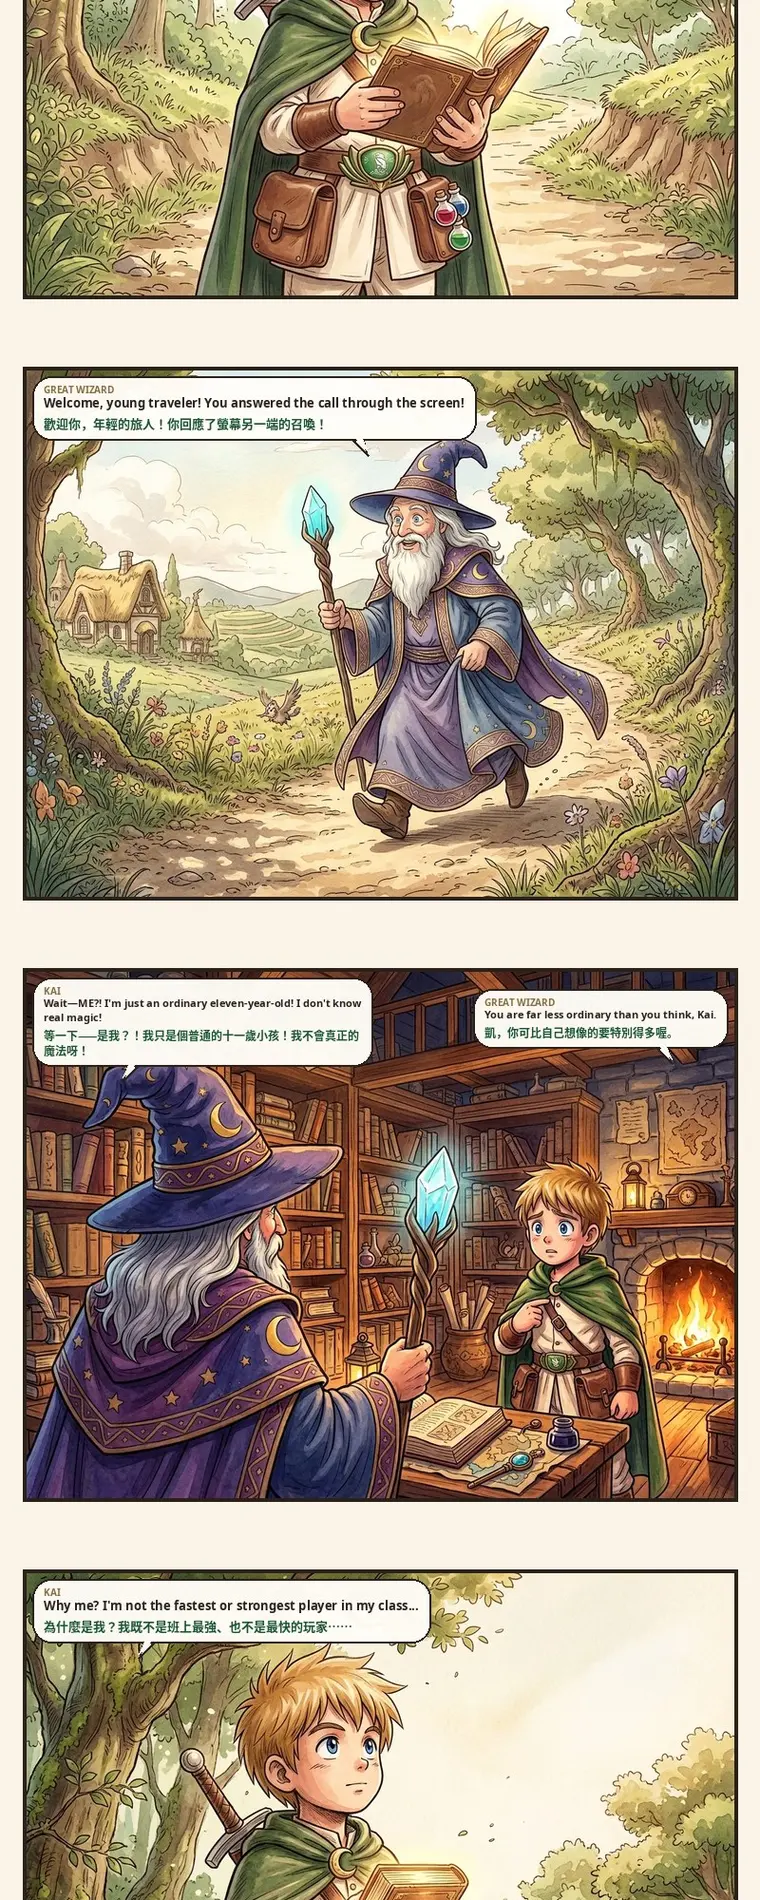 GREAT WIZARD
Welcome, young traveler! You answered the call through the screen!
歡迎你，年輕的旅人！你回應了螢幕另一端的召喚！
KAI
Wait—ME?! I'm just an ordinary eleven-year-old! I don't know
real magic!
等一下——是我？！我只是個普通的十一歲小孩！我不會真正的
魔法呀！
GREAT WIZARD
You are far less ordinary than you think, Kai.
凱，你可比自己想像的要特別得多喔。
KAI
Why me? I'm not the fastest or strongest player in my class...
為什麼是我？我既不是班上最強、也不是最快的玩家⋯⋯